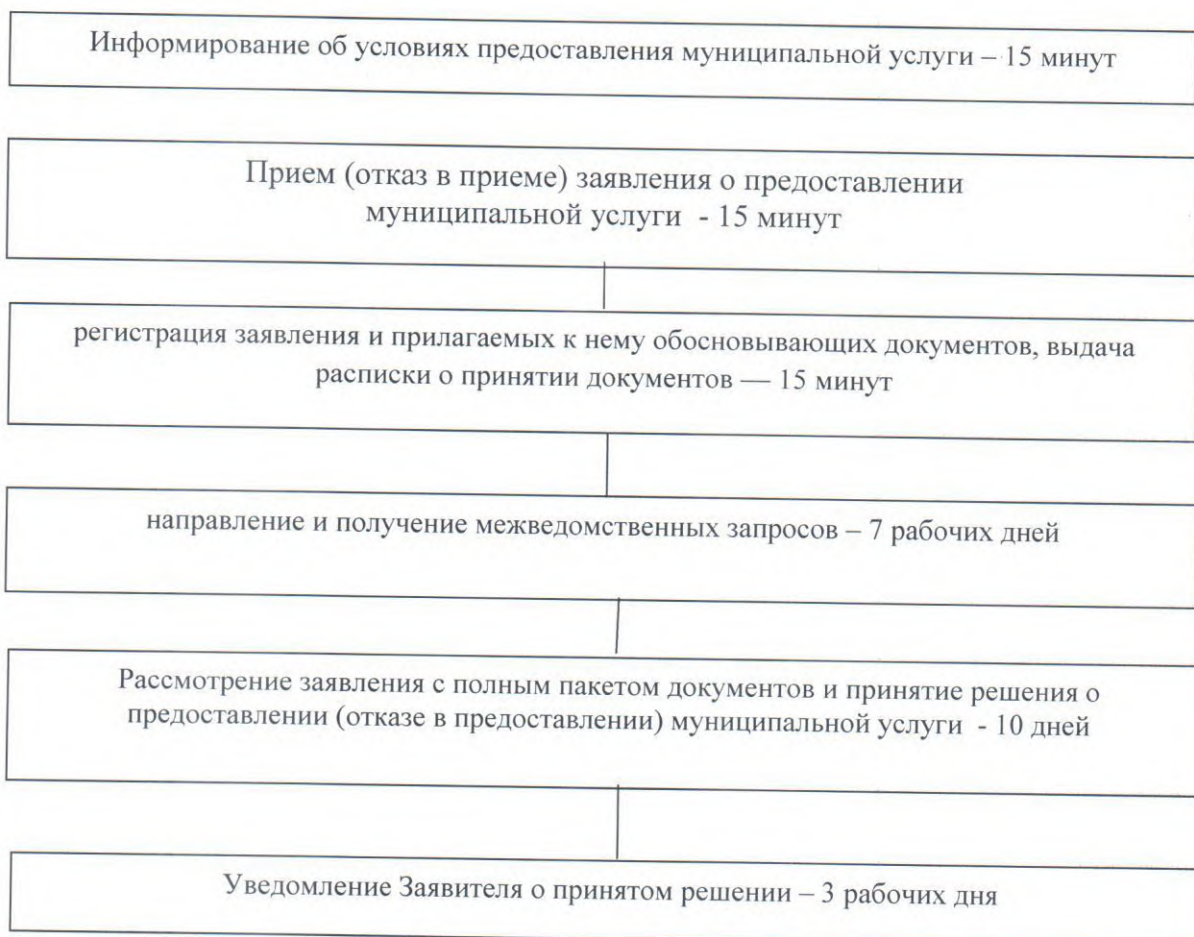 Информирование об условиях предоставления муниципальной услуги – 15 минут
Прием (отказ в приеме) заявления о предоставлении
муниципальной услуги - 15 минут
регистрация заявления и прилагаемых к нему обосновывающих документов, выдача
расписки о принятии документов — 15 минут
направление и получение межведомственных запросов – 7 рабочих дней
Рассмотрение заявления с полным пакетом документов и принятие решения о
предоставлении (отказе в предоставлении) муниципальной услуги - 10 дней
Уведомление Заявителя о принятом решении – 3 рабочих дня